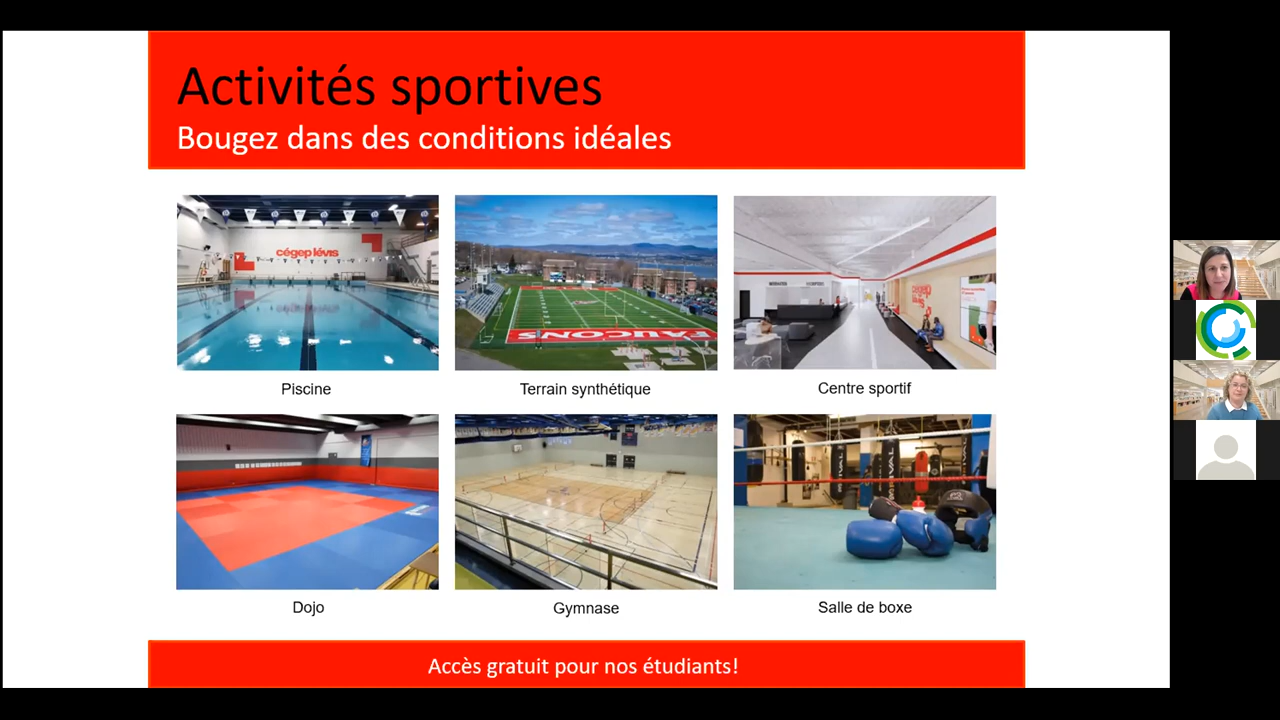 Activités sportives
Bougez dans des conditions idéales
cégep lévis
FAUCONS
Piscine
Terrain synthétique
Centre sportif
RIVAL
Dojo
Gymnase
Salle de boxe
Accès gratuit pour nos étudiants!